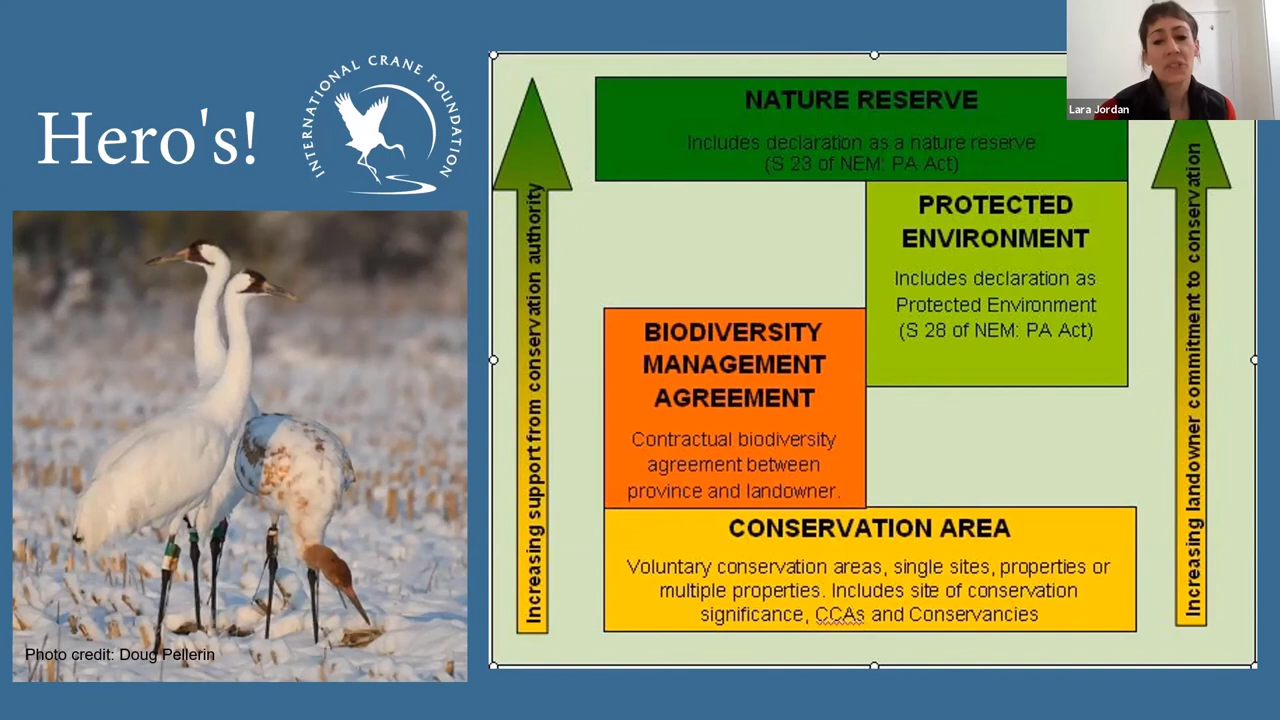 Hero's!
INTERNATIONAL CRANE FOUNDATION
Photo credit: Doug Pellerin
Increasing support from conservation authority
NATURE RESERVE
Includes declaration as a nature reserve
(S 23 of NEM: PA Act)
PROTECTED
ENVIRONMENT
Includes declaration as
Protected Environment
(S 28 of NEM: PA Act)
BIODIVERSITY
MANAGEMENT
AGREEMENT
Contractual biodiversity
agreement between
province and landowner.
CONSERVATION AREA
Voluntary conservation areas, single sites, properties or
multiple properties. Includes site of conservation
significance, CCAs and Conservancies
Increasing landowner commitment to conservation
Lara Jordan